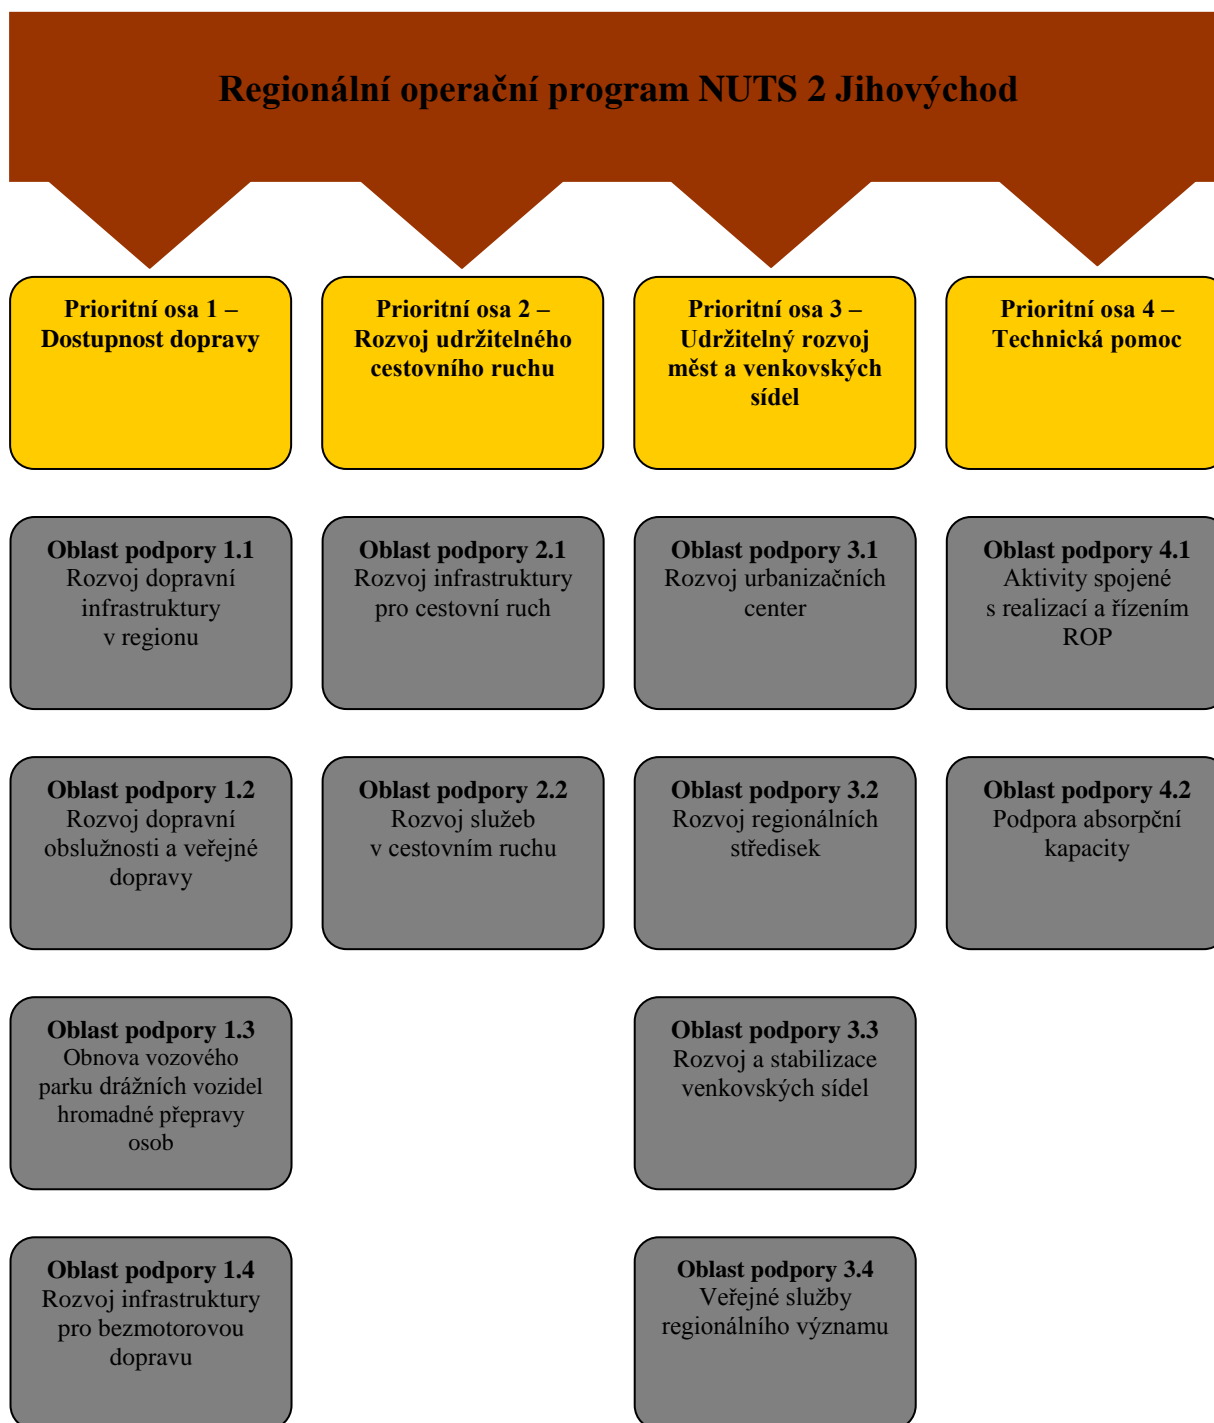 Regionální operační program NUTS 2 Jihovýchod
Prioritní osa 1 –
Dostupnost dopravy
Prioritní osa 2 –
Rozvoj udržitelného
cestovního ruchu
Prioritní osa 3 –
Udržitelný rozvoj
měst a venkovských
sídel
Prioritní osa 4 –
Technická pomoc
Oblast podpory 1.1
Rozvoj dopravní
infrastruktury
v regionu
Oblast podpory 2.1
Rozvoj infrastruktury
pro cestovní ruch
Oblast podpory 3.1
Rozvoj urbanizačních
center
Oblast podpory 4.1
Aktivity spojené
s realizací a řízením
ROP
Oblast podpory 1.2
Rozvoj dopravní
obslužnosti a veřejné
dopravy
Oblast podpory 2.2
Rozvoj služeb
v cestovním ruchu
Oblast podpory 3.2
Rozvoj regionálních
středisek
Oblast podpory 4.2
Podpora absorpční
kapacity
Oblast podpory 1.3
Obnova vozového
parku drážních vozidel
hromadné přepravy
osob
Oblast podpory 3.3
Rozvoj a stabilizace
venkovských sídel
Oblast podpory 1.4
Rozvoj infrastruktury
pro bezmotorovou
dopravu
Oblast podpory 3.4
Veřejné služby
regionálního významu